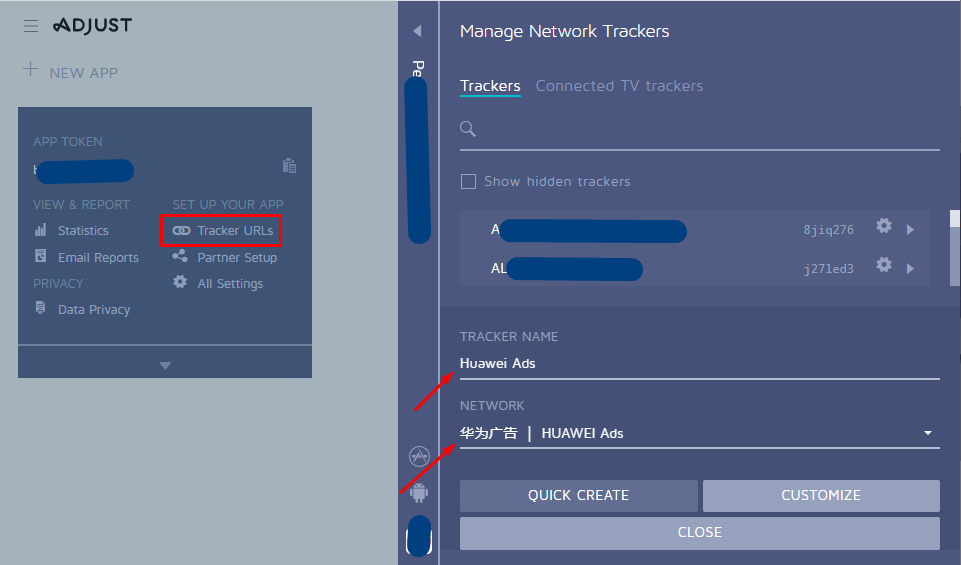 ADJUST
NEW APP
APP TOKEN
VIEW & REPORT
SET UP YOUR APP
Statistics
Tracker URLs
Email Reports
Partner Setup
PRIVACY
All Settings
Data Privacy
Pe
Manage Network Trackers
Trackers
Connected TV trackers
Show hidden trackers
A
8jiq276
AL
j27led3
TRACKER NAME
Huawei Ads
NETWORK
华为广告 | HUAWEI Ads
QUICK CREATE
CUSTOMIZE
CLOSE